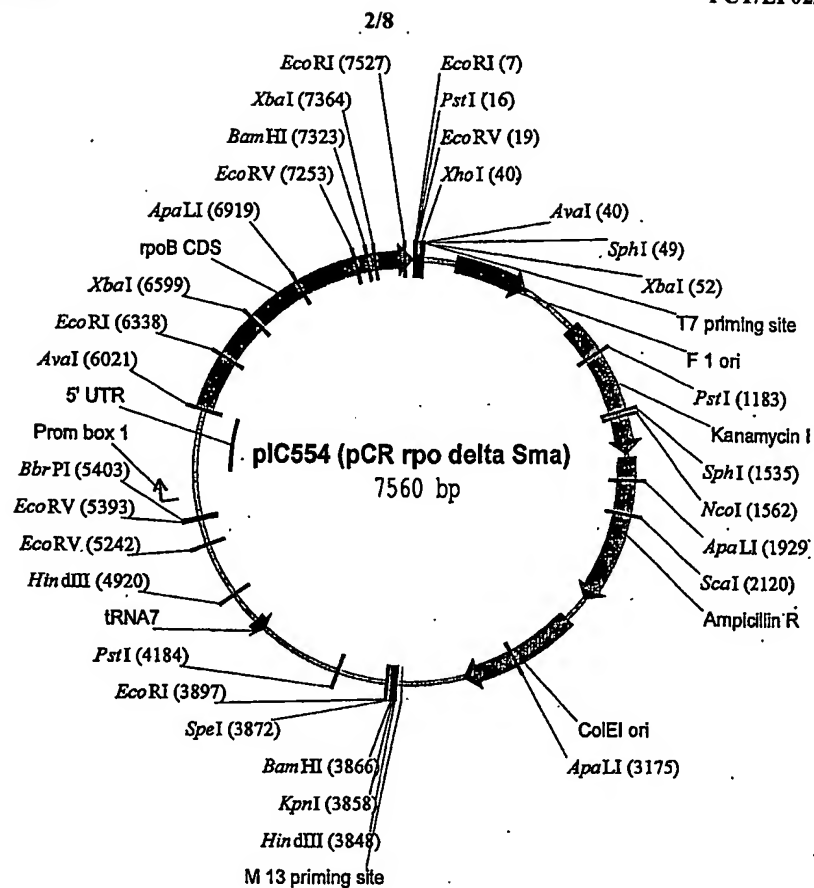 2/8
EcoRI (7527)
EcoRI (7)
XbaI (7364)
PstI (16)
BamHI (7323)
EcoRV (19)
EcoRV (7253)
XhoI (40)
ApaLI (6919)
AvaI (40)
rpoB CDS
SphI (49)
XbaI (6599)
XbaI (52)
EcoRI (6338)
T7 priming site
AvaI (6021)
F 1 ori
5' UTR
PstI (1183)
Prom box 1
Kanamycin
pIC554 (pCR rpo delta Sma)
7560 bp
BbrPI (5403)
SphI (1535)
EcoRV (5393)
NcoI (1562)
EcoRV (5242)
ApaLI (1929)
HindIII (4920)
ScaI (2120)
tRNA7
Ampicillin R
PstI (4184)
EcoRI (3897)
SpeI (3872)
ColEI ori
BamHI (3866)
ApaLI (3175)
KpnI (3858)
HindIII (3848)
M 13 priming site